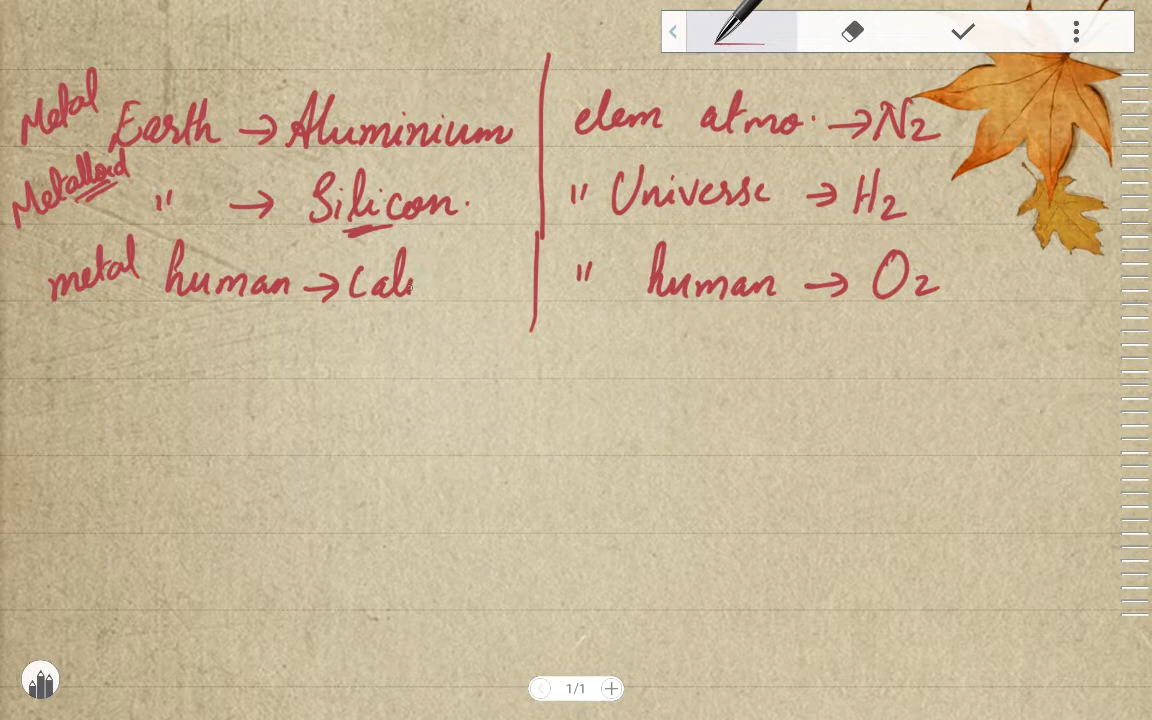 Metal Earth → Aluminium
Metalloid " → Silicon.
metal human → Cal
elem atmo. → N2
" Universe → H2
" human → O2
1/1